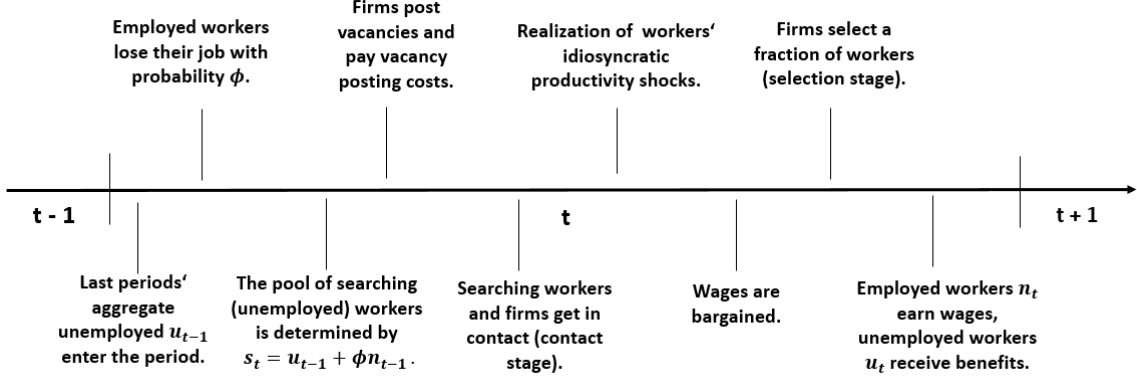 Employed workers
lose their job with
probability ϕ.
Firms post
vacancies and
pay vacancy
posting costs.
Realization of workers‘
idiosyncratic
productivity shocks.
Firms select a
fraction of workers
(selection stage).
t - 1
t
t + 1
Last periods‘
aggregate
unemployed u_{t−1}
enter the period.
The pool of searching
(unemployed) workers
is determined by
s_t = u_{t−1} + ϕn_{t−1} .
Searching workers
and firms get in
contact (contact
stage).
Wages are
bargained.
Employed workers n_t
earn wages,
unemployed workers
u_t receive benefits.